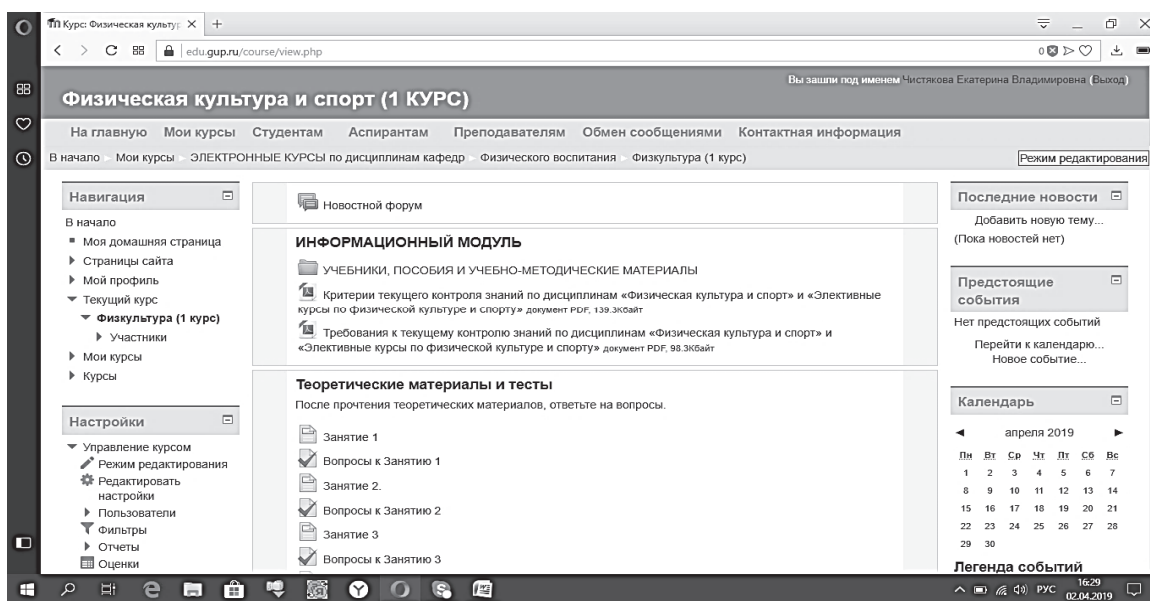 Курс: Физическая культур
edu.gup.ru/course/view.php
0
Вы зашли под именем Чистякова Екатерина Владимировна (Выход)
Физическая культура и спорт (1 КУРС)
На главную Мои курсы Студентам Аспирантам Преподавателям Обмен сообщениями Контактная информация
В начало Мои курсы ЭЛЕКТРОННЫЕ КУРСЫ по дисциплинам кафедр Физического воспитания Физкультура (1 курс)
Режим редактирования
Навигация
В начало
Моя домашняя страница
Страницы сайта
Мой профиль
Текущий курс
Физкультура (1 курс)
Участники
Мои курсы
Курсы
Настройки
Управление курсом
Режим редактирования
Редактировать
настройки
Пользователи
Фильтры
Отчеты
Оценки
Новостной форум
ИНФОРМАЦИОННЫЙ МОДУЛЬ
УЧЕБНИКИ, ПОСОБИЯ И УЧЕБНО-МЕТОДИЧЕСКИЕ МАТЕРИАЛЫ
Критерии текущего контроля знаний по дисциплинам «Физическая культура и спорт» и «Элективные
курсы по физической культуре и спорту» документ PDF, 139.3Кбайт
Требования к текущему контролю знаний по дисциплинам «Физическая культура и спорт» и
«Элективные курсы по физической культуре и спорту» документ PDF, 98.3Кбайт
Теоретические материалы и тесты
После прочтения теоретических материалов, ответьте на вопросы.
Занятие 1
Вопросы к Занятию 1
Занятие 2.
Вопросы к Занятию 2
Занятие 3
Вопросы к Занятию 3
Последние новости
Добавить новую тему...
(Пока новостей нет)
Предстоящие
события
Нет предстоящих событий
Перейти к календарю...
Новое событие...
Календарь
апреля 2019
Пн Вт Ср Чт Пт Сб Вс
1 2 3 4 5 6 7
8 9 10 11 12 13 14
15 16 17 18 19 20 21
22 23 24 25 26 27 28
29 30
Легенда событий
РУС
16:29
02.04.2019